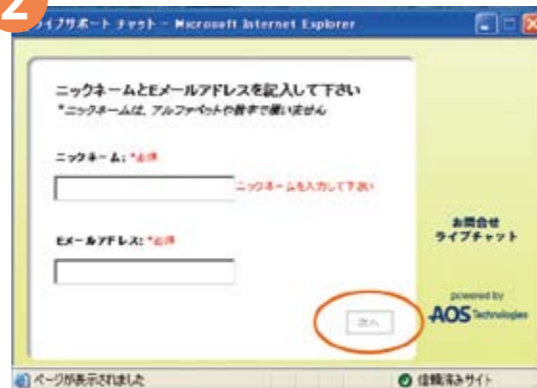 2
ライブサポート チャット - Microsoft Internet Explorer
ニックネームとEメールアドレスを記入して下さい
*ニックネームは、アルファベットや数字で構いません
ニックネーム: *必須
ニックネームを入力して下さい
Eメールアドレス: *必須
次へ
お問合せ
ライブチャット
powered by
AOS Technologies
ページが表示されました
信頼済みサイト